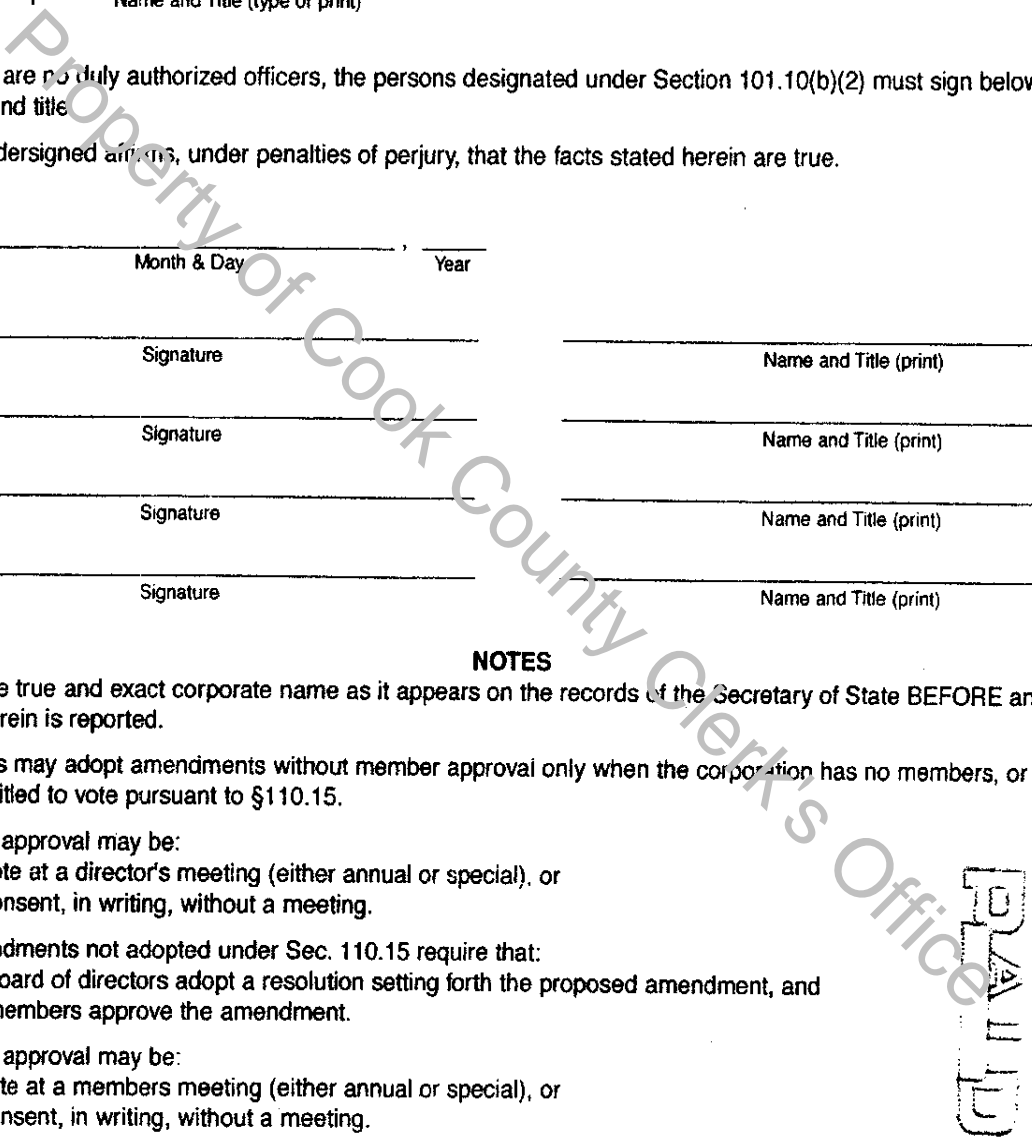 Name and Title (type or print)
are no duly authorized officers, the persons designated under Section 101.10(b)(2) must sign below
nd title
dersigned affirms, under penalties of perjury, that the facts stated herein are true.
,
Month & Day Year
Signature Name and Title (print)
Signature Name and Title (print)
Signature Name and Title (print)
Signature Name and Title (print)
NOTES
e true and exact corporate name as it appears on the records of the Secretary of State BEFORE an
rein is reported.
s may adopt amendments without member approval only when the corporation has no members, or
itled to vote pursuant to §110.15.
approval may be:
te at a director's meeting (either annual or special), or
onsent, in writing, without a meeting.
dments not adopted under Sec. 110.15 require that:
oard of directors adopt a resolution setting forth the proposed amendment, and
members approve the amendment.
approval may be:
te at a members meeting (either annual or special), or
nsent, in writing, without a meeting.
Property of Cook County Clerk's Office
PAID